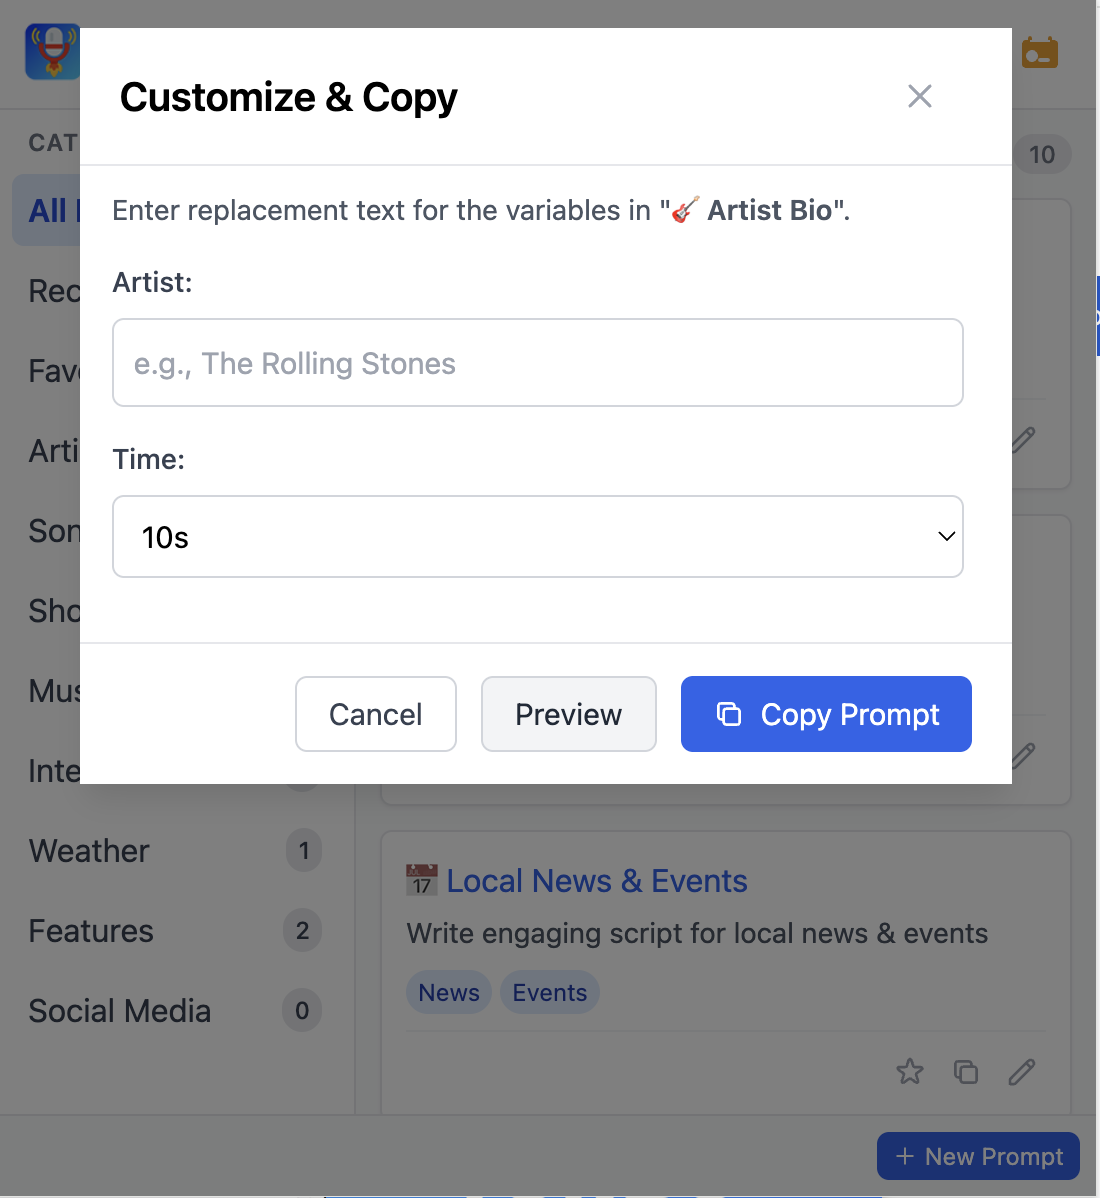 Customize & Copy
10
CAT
All
Enter replacement text for the variables in "🎸 Artist Bio".
Rec
Artist:
e.g., The Rolling Stones
Fav
Arti
Time:
Son
10s
Sho
Mus
Cancel
Preview
Copy Prompt
Inte
Weather
1
17
Local News & Events
Features
2
Write engaging script for local news & events
News
Events
Social Media
0
+ New Prompt